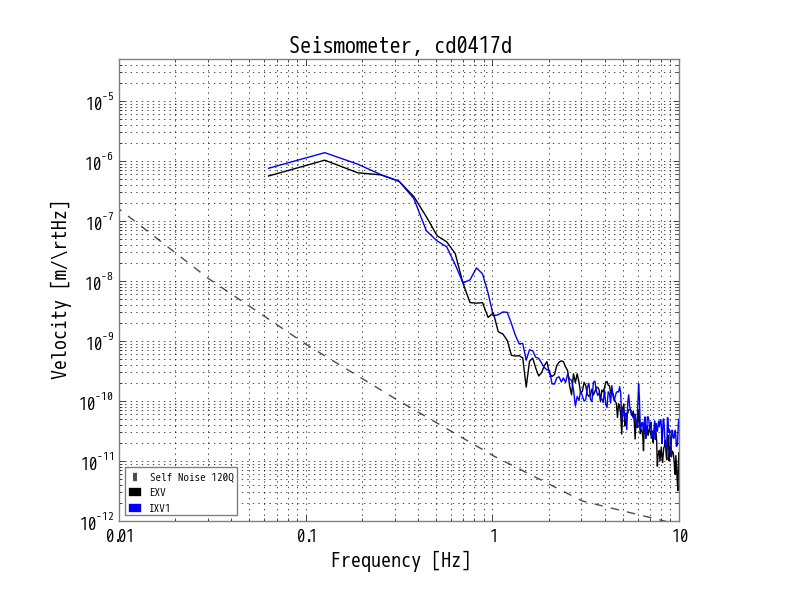 Seismometer, cd0417d
Velocity [m/\rtHz]
10^-5
10^-6
10^-7
10^-8
10^-9
10^-10
10^-11
10^-12
Self Noise 120Q
EXV
IXV1
0.01
0.1
1
10
Frequency [Hz]